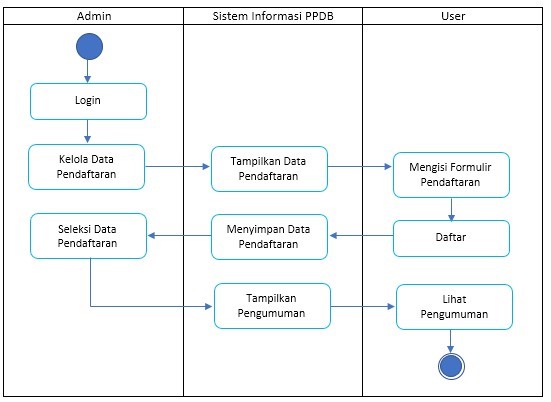 Admin
Sistem Informasi PPDB
User
Login
Kelola Data
Pendaftaran
Tampilkan Data
Pendaftaran
Mengisi Formulir
Pendaftaran
Seleksi Data
Pendaftaran
Menyimpan Data
Pendaftaran
Daftar
Tampilkan
Pengumuman
Lihat
Pengumuman